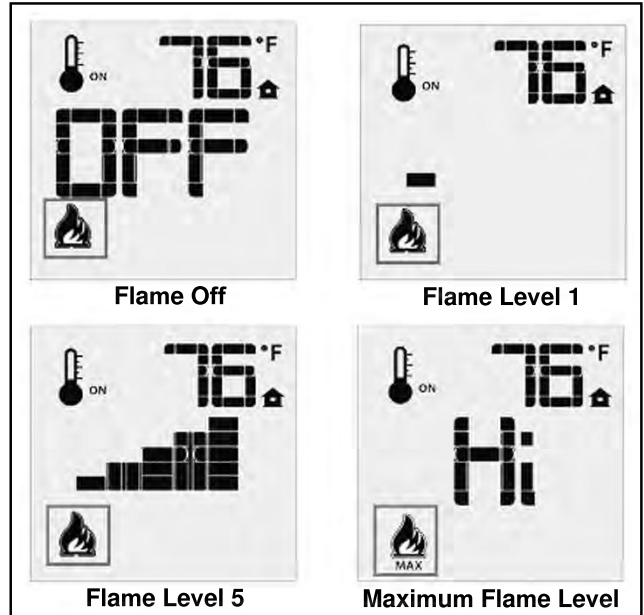 76 °F
ON
OFF
Flame Off
76 °F
ON
Flame Level 1
76 °F
ON
Flame Level 5
76 °F
ON
Hi
MAX
Maximum Flame Level